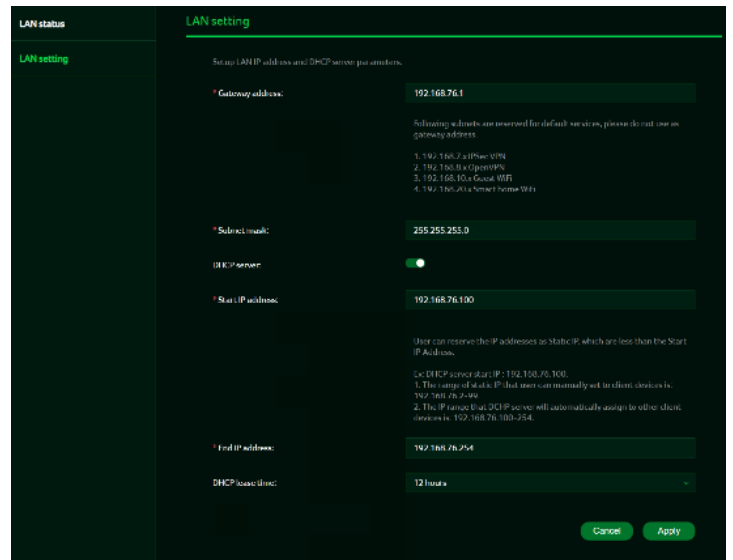 LAN status
LAN setting
LAN setting
Setup LAN IP address and DHCP server parameters.
* Gateway address:
192.168.76.1
Following subnets are reserved for default services, please do not use as
gateway address.
1. 192.168.7.x IPSec VPN
2. 192.168.8.x OpenVPN
3. 192.168.10.x Guest WiFi
4. 192.168.20.x Smart home WiFi
* Subnet mask:
255.255.255.0
DHCP server:
* Start IP address:
192.168.76.100
User can reserve the IP addresses as Static IP, which are less than the Start
IP Address.
Ex: DHCP server start IP : 192.168.76.100.
1. The range of static IP that user can manually set to client devices is:
192.168.76.2~99.
2. The IP range that DCHP server will automatically assign to other client
devices is: 192.168.76.100~254.
* End IP address:
192.168.76.254
DHCP lease time:
12 hours
Cancel
Apply